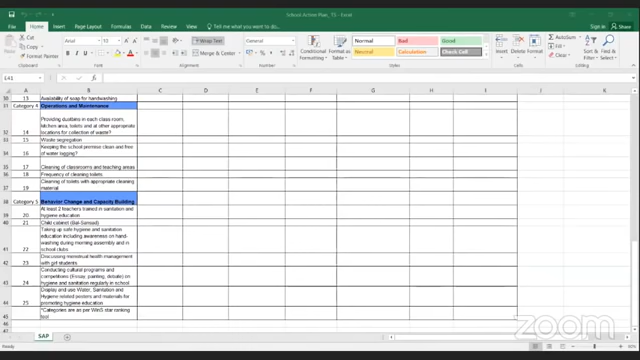 School Action Plan_T5 - Excel
Sign in
Share
File
Home
Insert
Page Layout
Formulas
Data
Review
View
Tell me what you want to do...
Cut
Copy
Paste
Format Painter
Clipboard
Arial
10
Font
Wrap Text
Merge & Center
Alignment
General
Number
Conditional Formatting
Format as Table
Normal
Bad
Good
Neutral
Calculation
Check Cell
Styles
Insert
Delete
Format
Cells
AutoSum
Fill
Clear
Sort & Filter
Find & Select
Editing
E41
A B C D E F G H I J K
30 13 Availability of soap for handwashing
31 Category 4 Operations and Maintenance
Providing dustbins in each class room,
kitchen area, toilets and at other appropriate
32 14 locations for collection of waste?
33 15 Waste segregation
Keeping the school premise clean and free
34 16 of water logging?
35 17 Cleaning of classrooms and teaching areas
36 18 Frequency of cleaning toilets
Cleaning of toilets with appropriate cleaning
37 19 material
38 Category 5 Behavior Change and Capacity Building
At least 2 teachers trained in sanitation and
39 20 hygiene education
40 21 Child cabinet (Bal-Sansad)
Taking up safe hygiene and sanitation
education including awareness on hand-
washing during morning assembly and in
41 22 school clubs
Discussing menstrual health management
42 23 with girl students
Conducting cultural programs and
competitions (Essay, painting, debate) on
43 24 hygiene and sanitation regularly in school
Display and use Water, Sanitation and
Hygiene related posters and materials for
44 25 promoting hygiene education
*Categories are as per WinS star ranking
45 tool
46
47
SAP
Ready
zoom